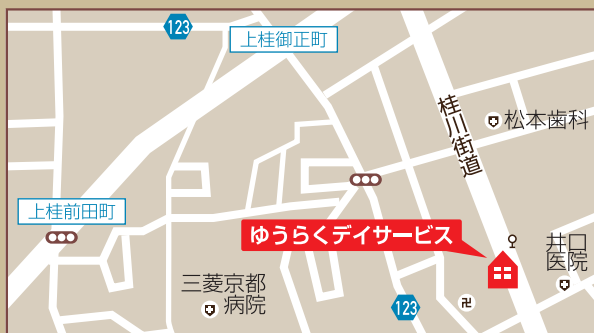 123
上桂御正町
桂川街道
松本歯科
上桂前田町
ゆうらくデイサービス
井口
医院
三菱京都
病院
123
卍